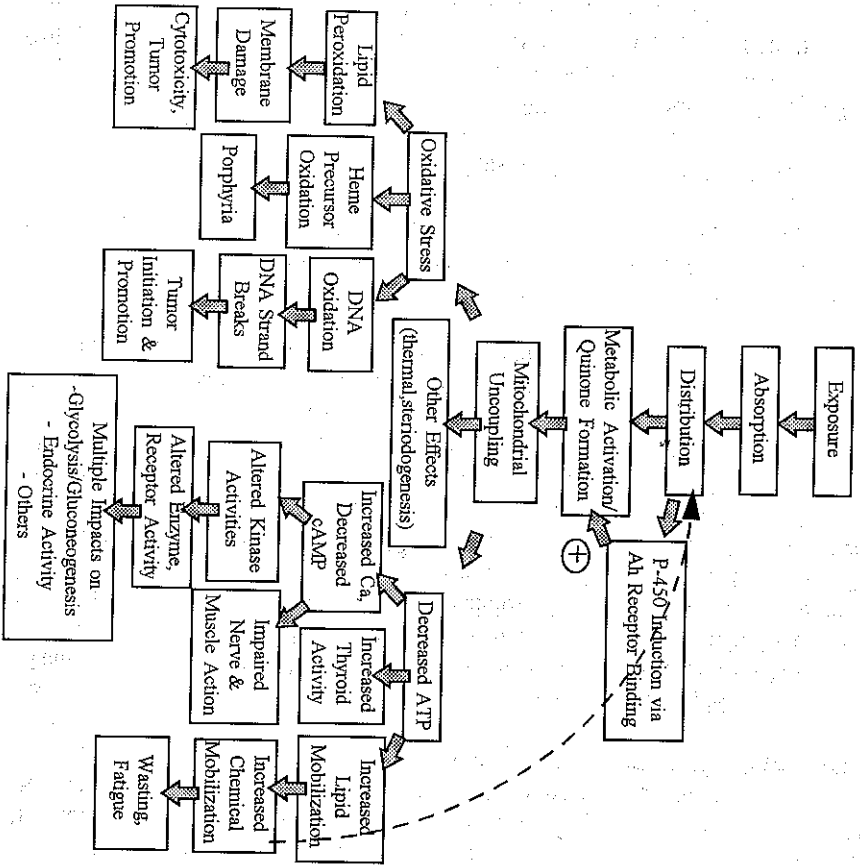 Exposure
Absorption
Distribution
P-450 Induction via
Ah Receptor Binding
Metabolic Activation/
Quinone Formation
+
Mitochondrial
Uncoupling
Other Effects
(thermal,steriodogenesis)
Oxidative Stress
Lipid
Peroxidation
Membrane
Damage
Cytotoxicity,
Tumor
Promotion
Heme
Precursor
Oxidation
Porphyria
DNA
Oxidation
DNA Strand
Breaks
Tumor
Initiation &
Promotion
Decreased ATP
Increased Ca,
Decreased
cAMP
Altered Kinase
Activities
Altered Enzyme,
Receptor Activity
Multiple Impacts on
-Glycolysis/Gluconeogenesis
- Endocrine Activity
- Others
Impaired
Nerve &
Muscle Action
Increased
Thyroid
Activity
Increased
Lipid
Mobilization
Increased
Chemical
Mobilization
Wasting,
Fatigue